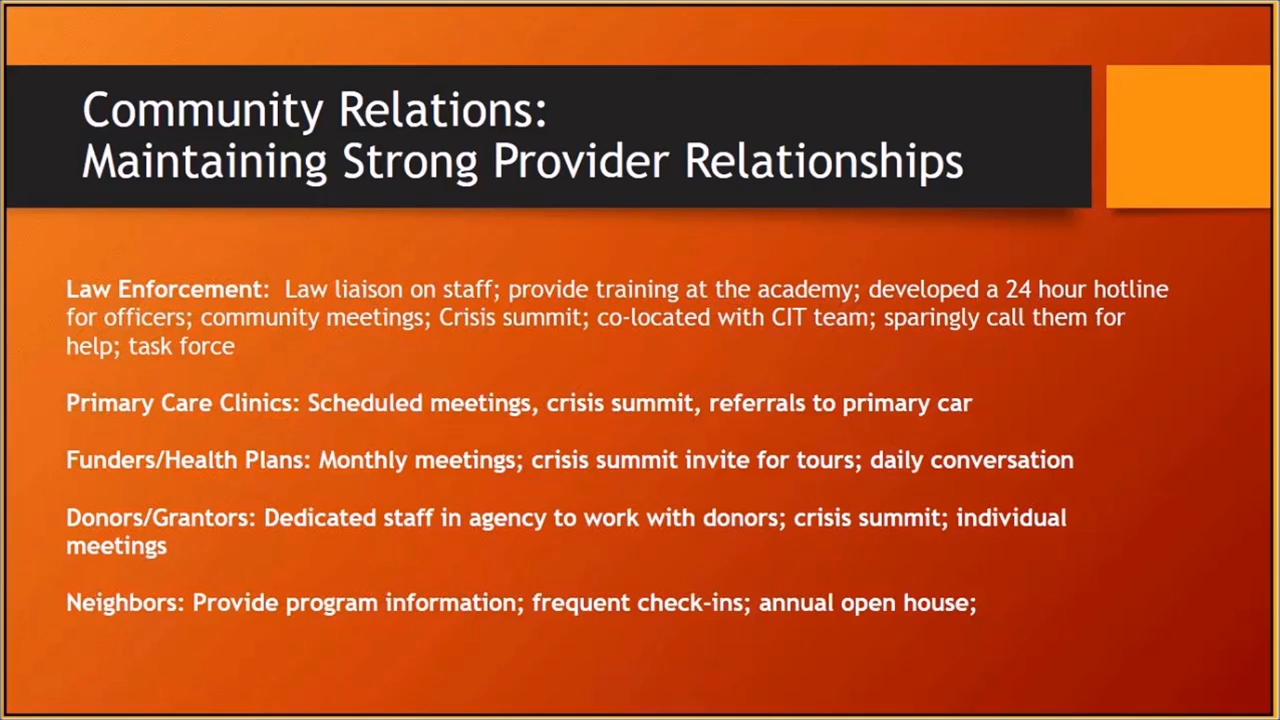 Community Relations:
Maintaining Strong Provider Relationships
Law Enforcement: Law liaison on staff; provide training at the academy; developed a 24 hour hotline
for officers; community meetings; Crisis summit; co-located with CIT team; sparingly call them for
help; task force
Primary Care Clinics: Scheduled meetings, crisis summit, referrals to primary car
Funders/Health Plans: Monthly meetings; crisis summit invite for tours; daily conversation
Donors/Grantors: Dedicated staff in agency to work with donors; crisis summit; individual
meetings
Neighbors: Provide program information; frequent check-ins; annual open house;